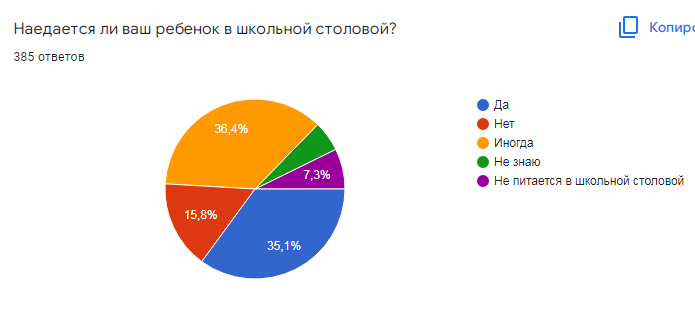 Наедается ли ваш ребенок в школьной столовой?
385 ответов
36,4%
7,3%
15,8%
35,1%
Да
Нет
Иногда
Не знаю
Не питается в школьной столовой